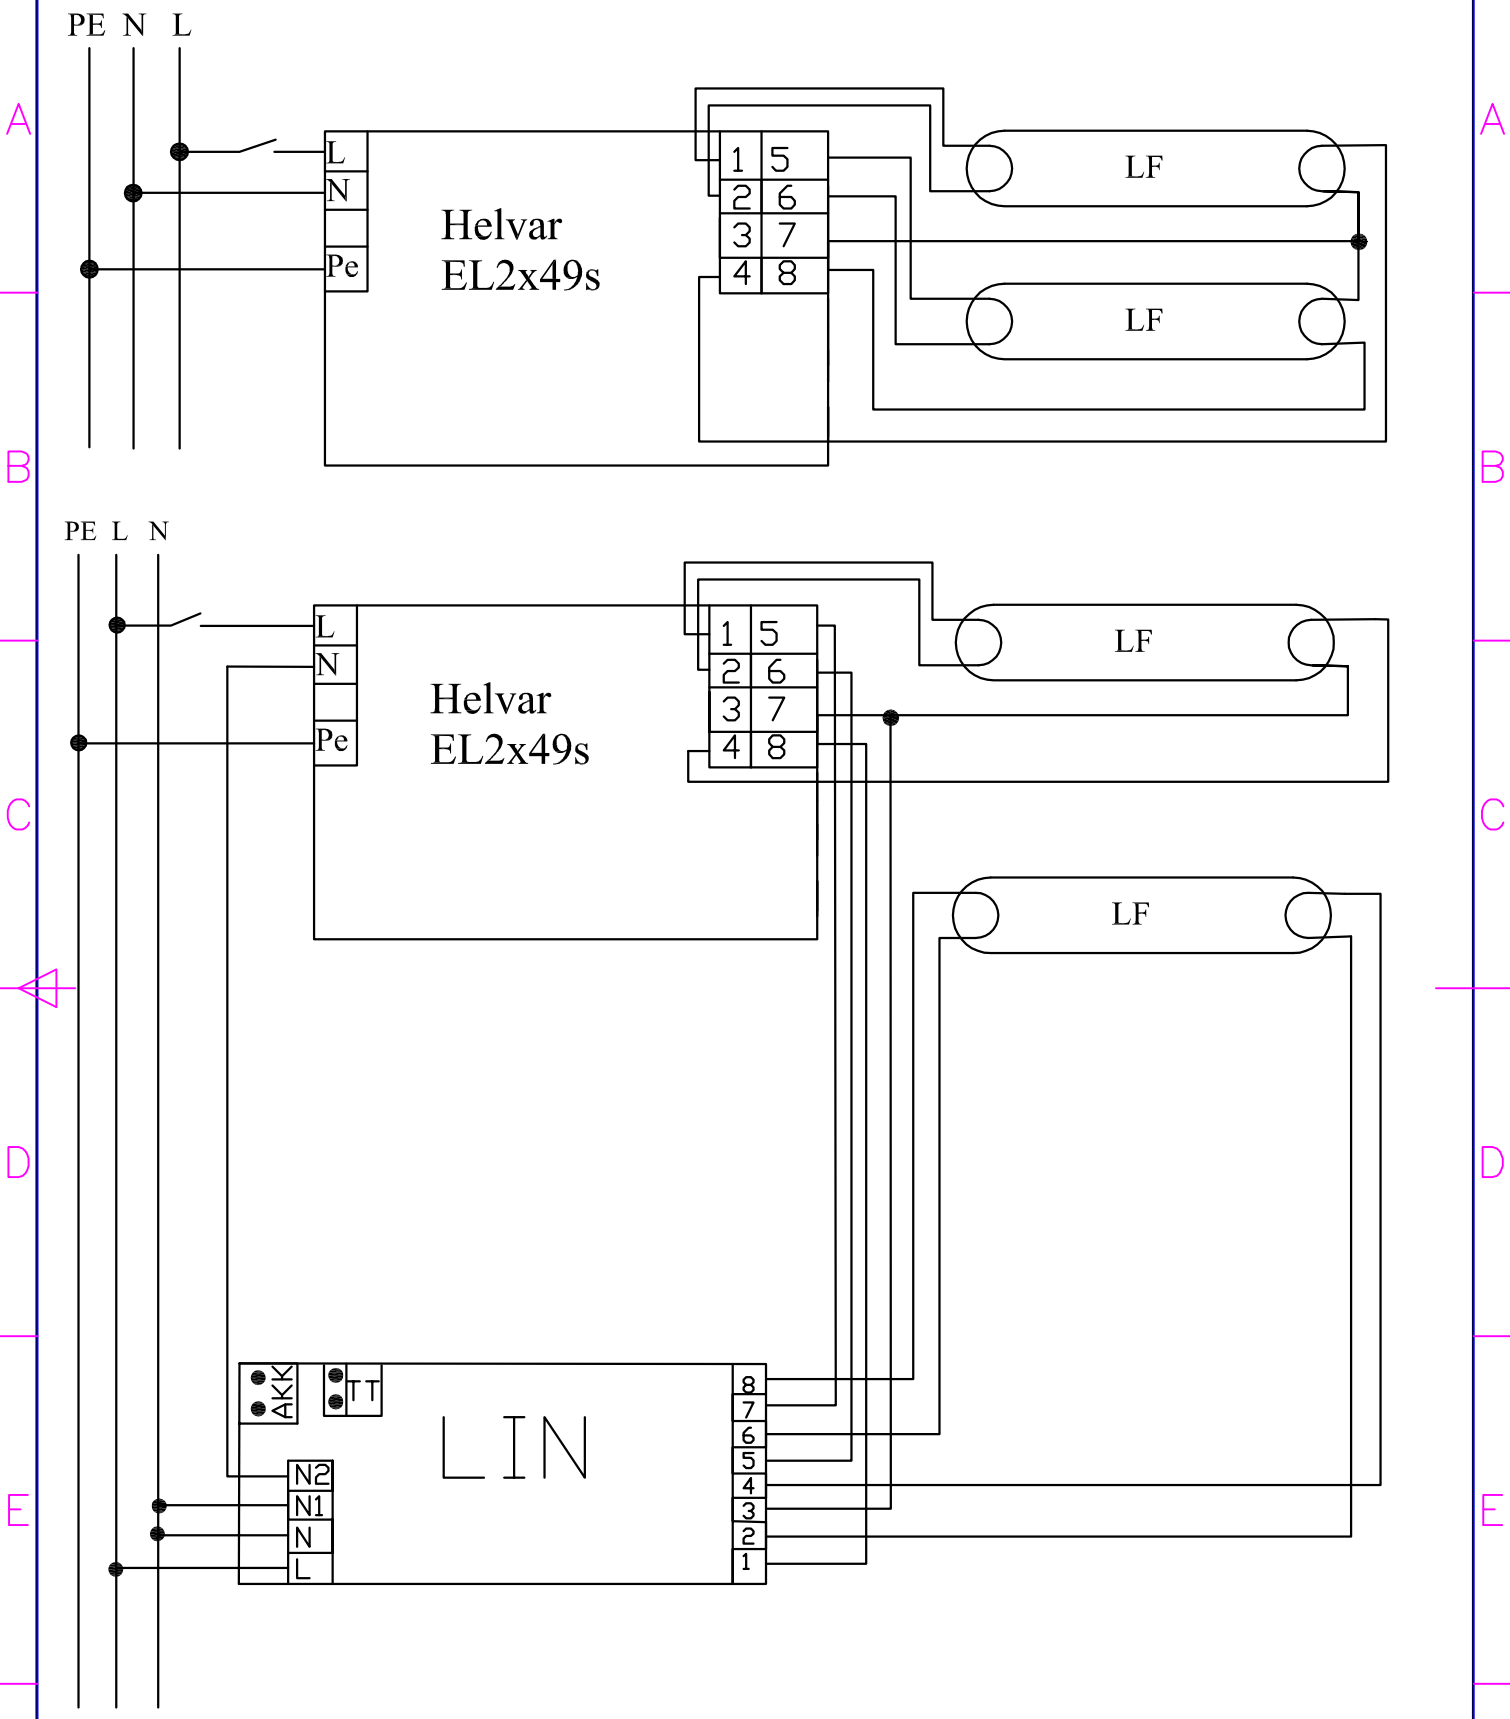 PE N L
A A
L 1 5 LF
N 2 6
Helvar 3 7
Pe EL2x49s 4 8
LF
B B
PE L N
L 1 5 LF
N 2 6
Helvar 3 7
Pe EL2x49s 4 8
C C
LF
D D
AKK TT 8
7
LIN 6
5
N2 4
N1 3
E E
N 2
L 1